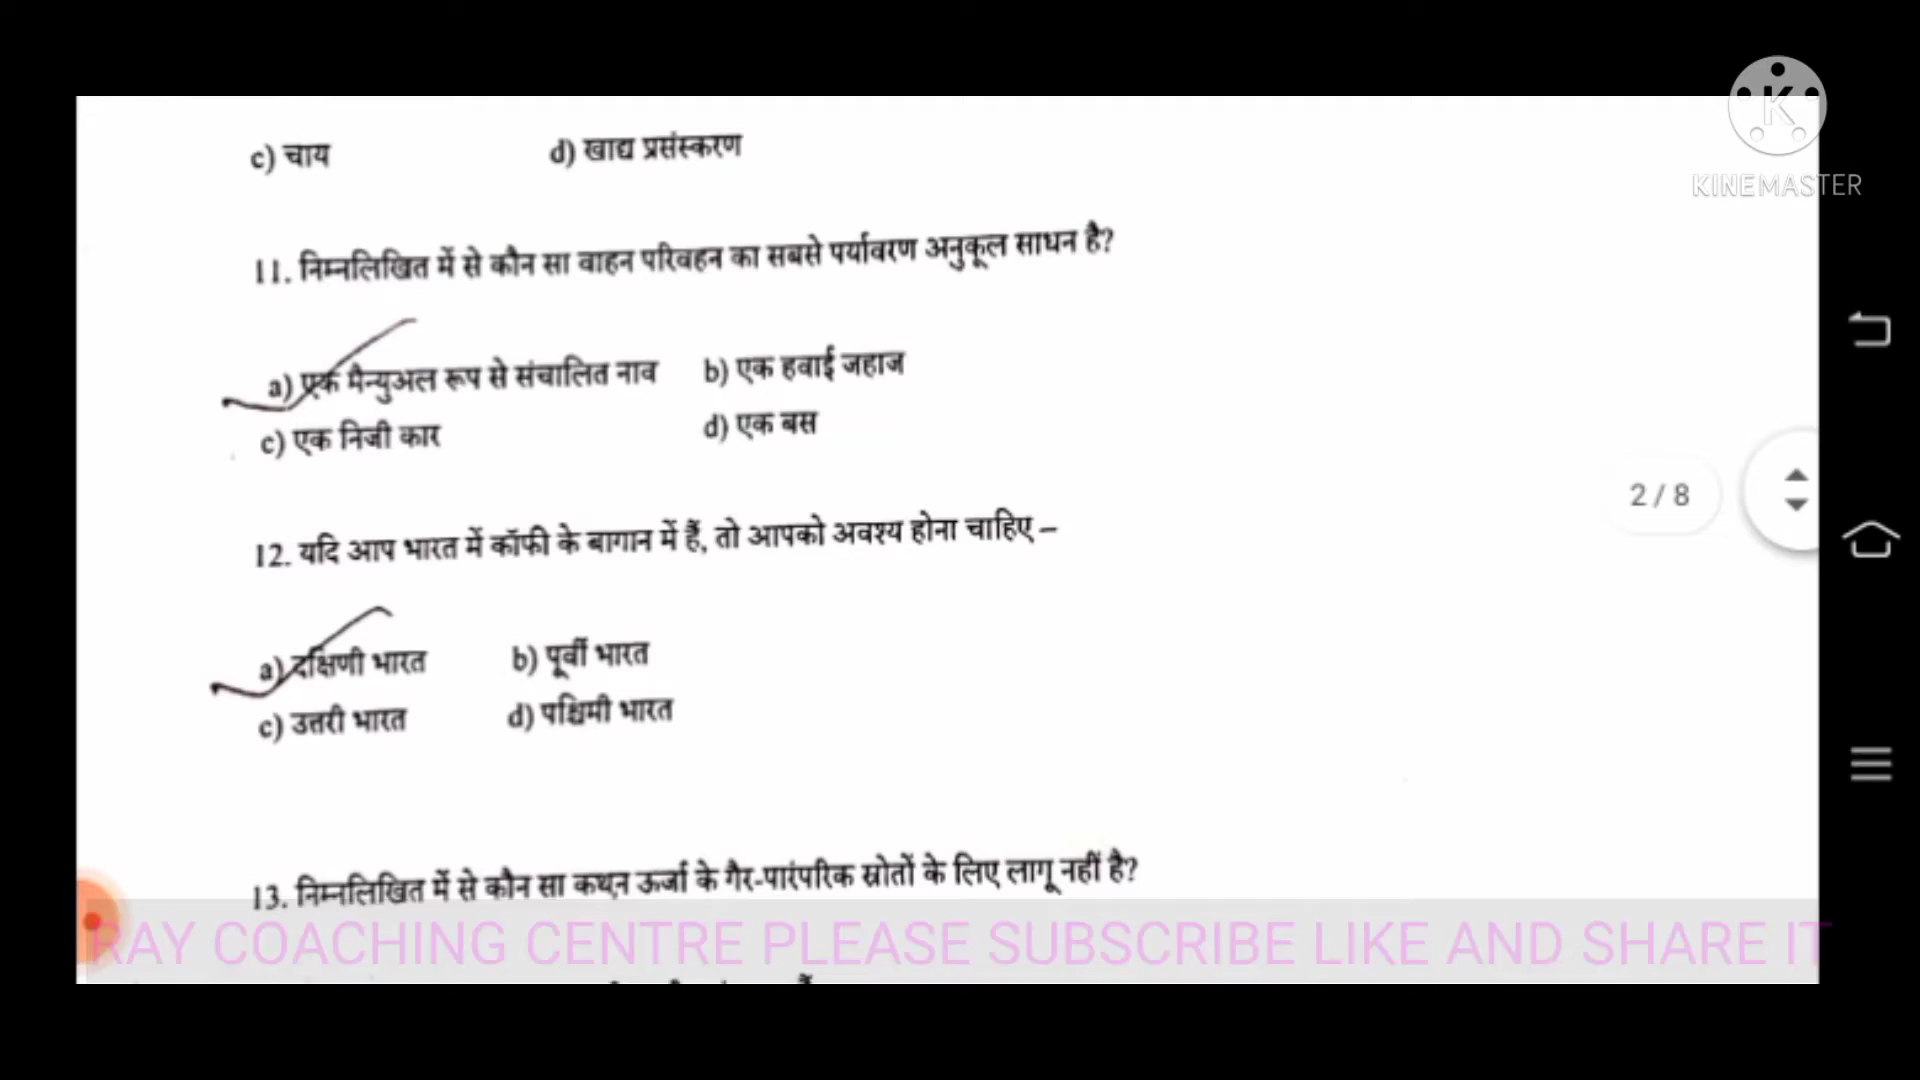 c) चाय d) खाद्य प्रसंस्करण
K
KINEMASTER
11. निम्नलिखित में से कौन सा वाहन परिवहन का सबसे पर्यावरण अनुकूल साधन है?
a) एक मैन्युअल रूप से संचालित नाव b) एक हवाई जहाज
c) एक निजी कार d) एक बस
2 / 8
12. यदि आप भारत में कॉफी के बागान में हैं, तो आपको अवश्य होना चाहिए –
a) दक्षिणी भारत b) पूर्वी भारत
c) उत्तरी भारत d) पश्चिमी भारत
13. निम्नलिखित में से कौन सा कथन ऊर्जा के गैर-पारंपरिक स्रोतों के लिए लागू नहीं है?
RAY COACHING CENTRE PLEASE SUBSCRIBE LIKE AND SHARE IT